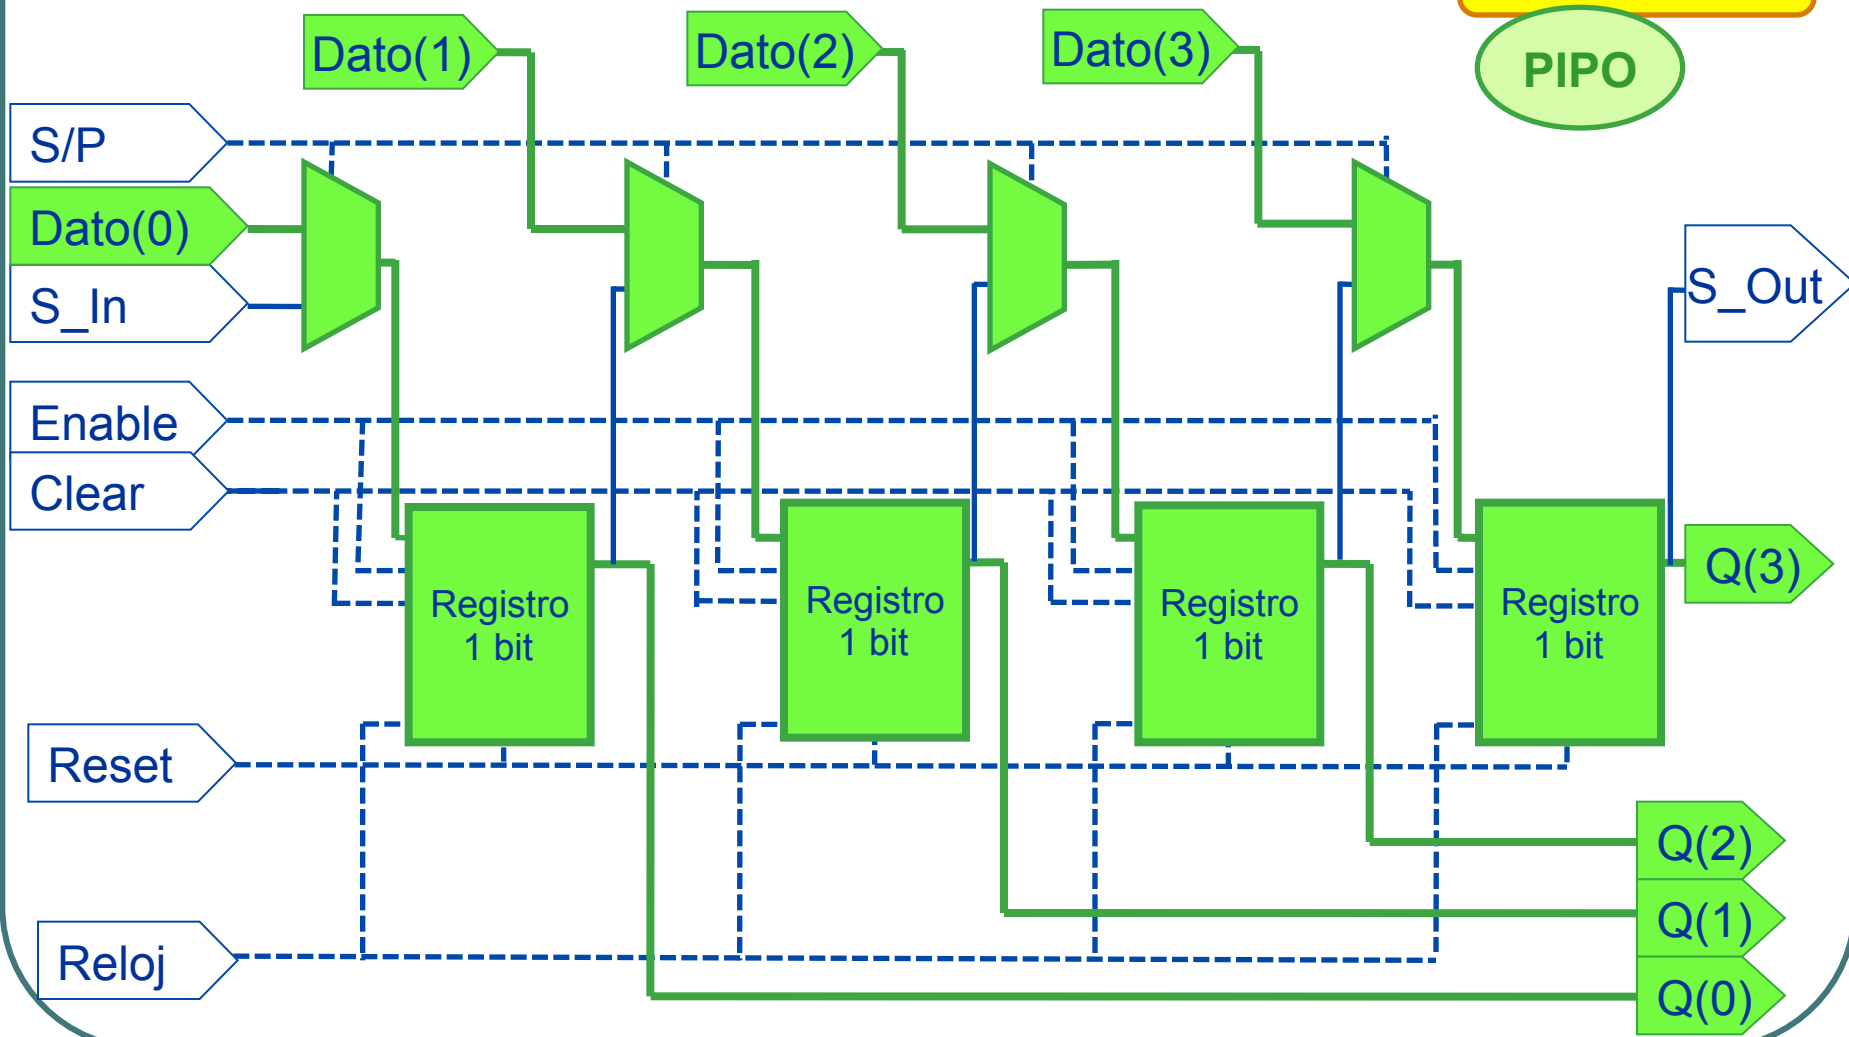 Dato(1)
Dato(2)
Dato(3)
PIPO
S/P
Dato(0)
S_In
S_Out
Enable
Clear
Registro
1 bit
Registro
1 bit
Registro
1 bit
Registro
1 bit
Q(3)
Reset
Q(2)
Q(1)
Reloj
Q(0)